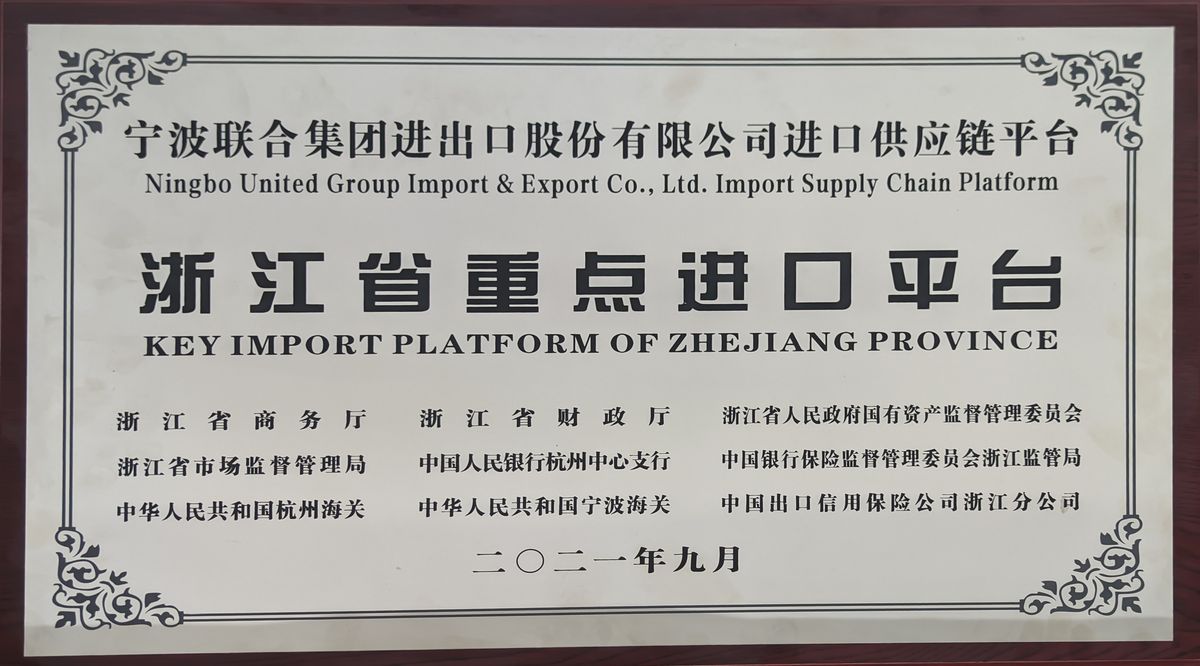 宁波联合集团进出口股份有限公司进口供应链平台
Ningbo United Group Import & Export Co., Ltd. Import Supply Chain Platform
浙江省重点进口平台
KEY IMPORT PLATFORM OF ZHEJIANG PROVINCE
浙江省商务厅 浙江省财政厅 浙江省人民政府国有资产监督管理委员会
浙江省市场监督管理局 中国人民银行杭州中心支行 中国银行保险监督管理委员会浙江监管局
中华人民共和国杭州海关 中华人民共和国宁波海关 中国出口信用保险公司浙江分公司
二〇二一年九月